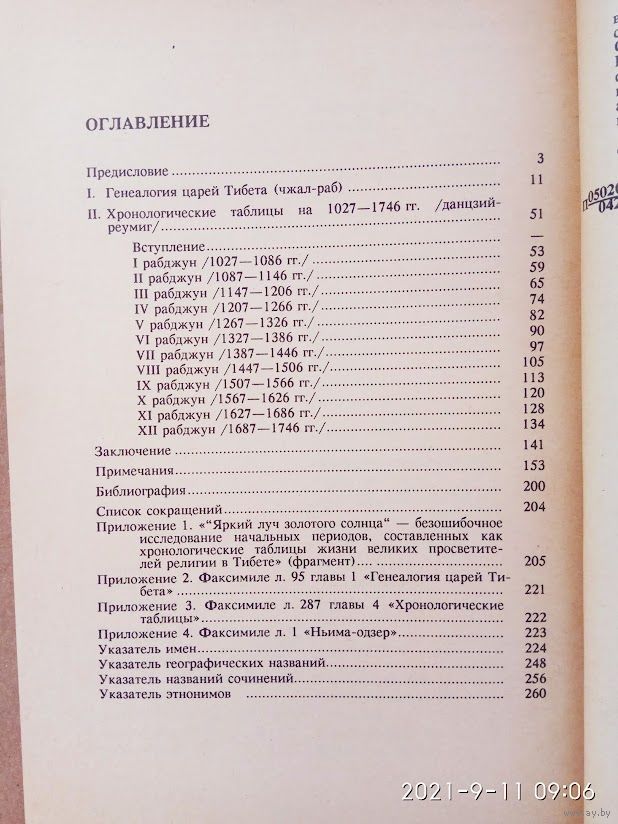 ОГЛАВЛЕНИЕ
Предисловие 3
I. Генеалогия царей Тибета (чжал-раб) 11
II. Хронологические таблицы на 1027—1746 гг. /данцзий-
реумиг/ 51
Вступление —
I рабджун /1027—1086 гг./ 53
II рабджун /1087—1146 гг./ 59
III рабджун /1147—1206 гг./ 65
IV рабджун /1207—1266 гг./ 74
V рабджун /1267—1326 гг./ 82
VI рабджун /1327—1386 гг./ 90
VII рабджун /1387—1446 гг./ 97
VIII рабджун /1447—1506 гг./ 105
IX рабджун /1507—1566 гг./ 113
X рабджун /1567—1626 гг./ 120
XI рабджун /1627—1686 гг./ 128
XII рабджун /1687—1746 гг./ 134
Заключение 141
Примечания 153
Библиография 200
Список сокращений 204
Приложение 1. «“Яркий луч золотого солнца“ — безошибочное
исследование начальных периодов, составленных как
хронологические таблицы жизни великих просветите-
лей религии в Тибете» (фрагмент) 205
Приложение 2. Факсимиле л. 95 главы 1 «Генеалогия царей Ти-
бета» 221
Приложение 3. Факсимиле л. 287 главы 4 «Хронологические
таблицы» 222
Приложение 4. Факсимиле л. 1 «Ньима-одзер» 223
Указатель имен 224
Указатель географических названий 248
Указатель названий сочинений 256
Указатель этнонимов 260
2021-9-11 09:06
www.ay.by